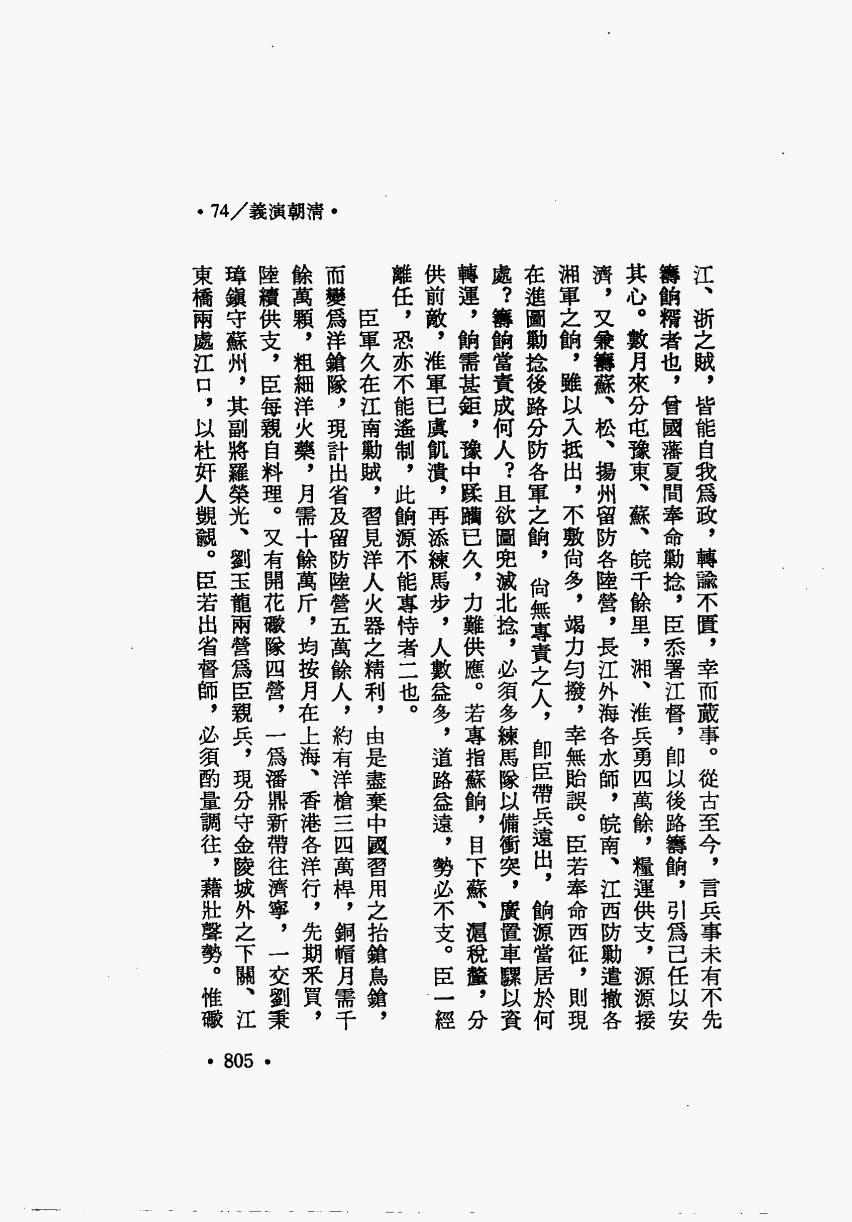 •74／義演朝清•
江、浙之賊，皆能自我爲政，轉諭不匱，幸而蕆事。從古至今，言兵事未有不先
籌餉糈者也，曾國藩夏間奉命勦捻，臣忝署江督，卽以後路籌餉，引爲己任以安
其心。數月來分屯豫東、蘇、皖千餘里，湘、淮兵勇四萬餘，糧運供支，源源接
濟，又兼籌蘇、松、揚州留防各陸營，長江外海各水師，皖南、江西防勦遣撤各
湘軍之餉，雖以入抵出，不敷尙多，竭力勻撥，幸無貽誤。臣若奉命西征，則現
在進圖勦捻後路分防各軍之餉，尙無專責之人，卽臣帶兵遠出，餉源當居於何
處？籌餉當責成何人？且欲圖兜滅北捻，必須多練馬隊以備衝突，廣置車騾以資
轉運，餉需甚鉅，豫中蹂躪已久，力難供應。若專指蘇餉，目下蘇、滬稅釐，分
供前敵，淮軍已虞飢潰，再添練馬步，人數益多，道路益遠，勢必不支。臣一經
離任，恐亦不能遙制，此餉源不能專恃者二也。
臣軍久在江南勦賊，習見洋人火器之精利，由是盡棄中國習用之抬鎗鳥鎗，
而變爲洋鎗隊，現計出省及留防陸營五萬餘人，約有洋槍三四萬桿，銅帽月需千
餘萬顆，粗細洋火藥，月需十餘萬斤，均按月在上海、香港各洋行，先期采買，
陸續供支，臣每親自料理。又有開花礮隊四營，一爲潘鼎新帶往濟寧，一交劉秉
璋鎭守蘇州，其副將羅榮光、劉玉龍兩營爲臣親兵，現分守金陵城外之下關、江
東橋兩處江口，以杜奸人覬覦。臣若出省督師，必須酌量調往，藉壯聲勢。惟礮
•805•